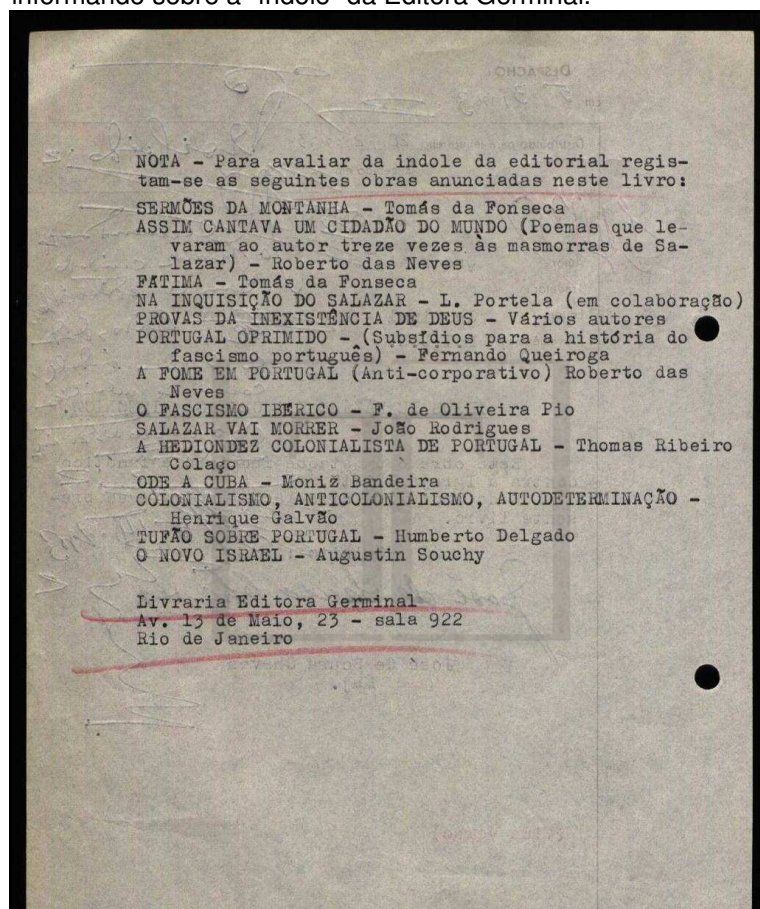 informando sobre a "índole" da Editora Germinal.
DESPACHO
NOTA - Para avaliar da indole da editorial regis-
tam-se as seguintes obras anunciadas neste livro:
SERMÕES DA MONTANHA - Tomás da Fonseca
ASSIM CANTAVA UM CIDADÃO DO MUNDO (Poemas que le-
varam ao autor treze vezes às masmorras de Sa-
lazar) - Roberto das Neves
FÁTIMA - Tomás da Fonseca
NA INQUISIÇÃO DO SALAZAR - L. Portela (em colaboração)
PROVAS DA INEXISTÊNCIA DE DEUS - Vários autores
PORTUGAL OPRIMIDO - (Subsídios para a história do
fascismo português) - Fernando Queiroga
A FOME EM PORTUGAL (Anti-corporativo) Roberto das
Neves
O FASCISMO IBÉRICO - F. de Oliveira Pio
SALAZAR VAI MORRER - João Rodrigues
A HEDIONDEZ COLONIALISTA DE PORTUGAL - Thomas Ribeiro
Colaço
ODE A CUBA - Moniz Bandeira
COLONIALISMO, ANTICOLONIALISMO, AUTODETERMINAÇÃO -
Henrique Galvão
TUFÃO SOBRE PORTUGAL - Humberto Delgado
O NOVO ISRAEL - Augustin Souchy
Livraria Editora Germinal
Av. 13 de Maio, 23 - sala 922
Rio de Janeiro